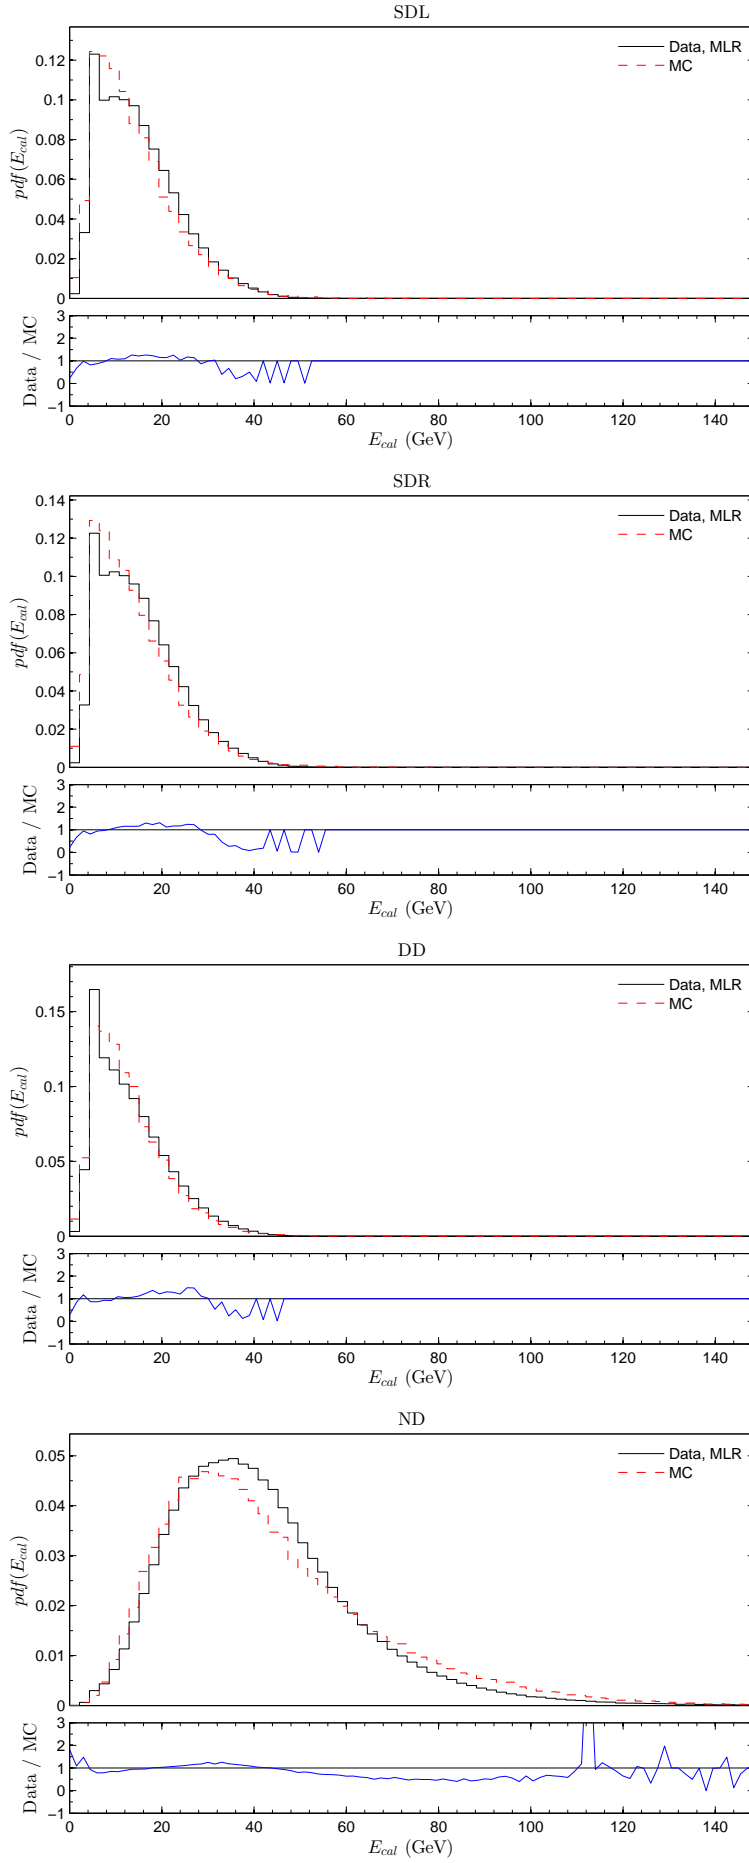 SDL
Data, MLR
MC
pdf(E_cal)
0.12
0.1
0.08
0.06
0.04
0.02
0
Data / MC
3
2
1
0
−1
0 20 40 60 80 100 120 140
E_cal (GeV)
SDR
Data, MLR
MC
pdf(E_cal)
0.14
0.12
0.1
0.08
0.06
0.04
0.02
0
Data / MC
3
2
1
0
−1
0 20 40 60 80 100 120 140
E_cal (GeV)
DD
Data, MLR
MC
pdf(E_cal)
0.15
0.1
0.05
0
Data / MC
3
2
1
0
−1
0 20 40 60 80 100 120 140
E_cal (GeV)
ND
Data, MLR
MC
pdf(E_cal)
0.05
0.04
0.03
0.02
0.01
0
Data / MC
3
2
1
0
−1
0 20 40 60 80 100 120 140
E_cal (GeV)